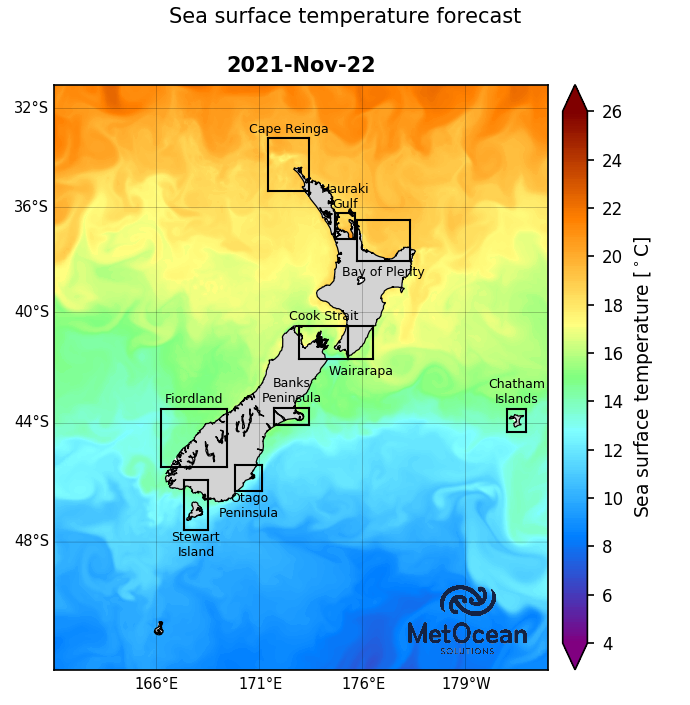 Sea surface temperature forecast
2021-Nov-22
32°S
36°S
40°S
44°S
48°S
Cape Reinga
Hauraki
Gulf
Bay of Plenty
Cook Strait
Wairarapa
Banks
Peninsula
Fiordland
Chatham
Islands
Otago
Peninsula
Stewart
Island
MetOcean
SOLUTIONS
166°E
171°E
176°E
179°W
26
24
22
20
18
16
14
12
10
8
6
4
Sea surface temperature [°C]